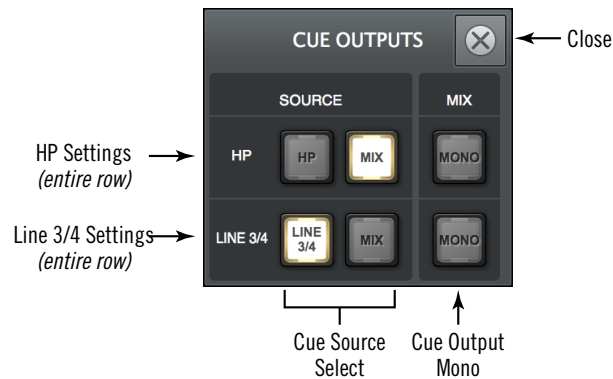 CUE OUTPUTS
Close
SOURCE
MIX
HP Settings
(entire row)
HP
HP
MIX
MONO
Line 3/4 Settings
(entire row)
LINE 3/4
LINE
3/4
MIX
MONO
Cue Source
Select
Cue Output
Mono